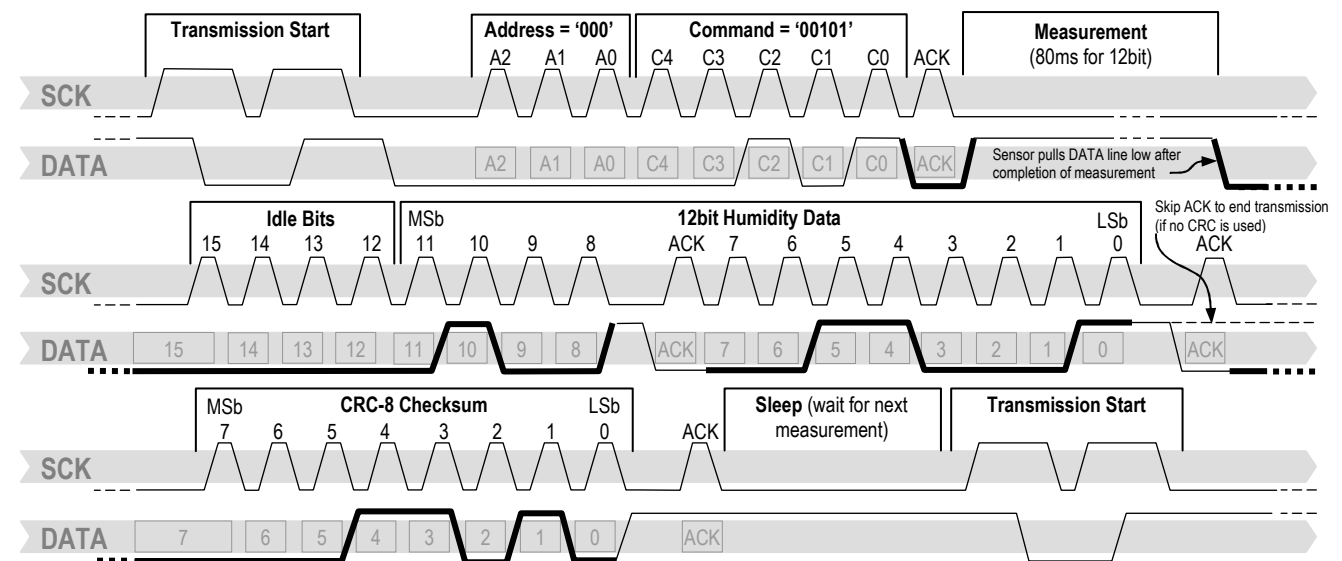 Transmission Start
Address = ‘000’
Command = ‘00101’
Measurement
(80ms for 12bit)
A2 A1 A0 C4 C3 C2 C1 C0 ACK
SCK
DATA
A2 A1 A0 C4 C3 C2 C1 C0 ACK
Sensor pulls DATA line low after
completion of measurement
Skip ACK to end transmission
(if no CRC is used)
Idle Bits
MSb
12bit Humidity Data
LSb
15 14 13 12 11 10 9 8 ACK 7 6 5 4 3 2 1 0 ACK
SCK
DATA
15 14 13 12 11 10 9 8 ACK 7 6 5 4 3 2 1 0 ACK
MSb
CRC-8 Checksum
LSb
Sleep (wait for next
measurement)
Transmission Start
7 6 5 4 3 2 1 0 ACK
SCK
DATA
7 6 5 4 3 2 1 0 ACK